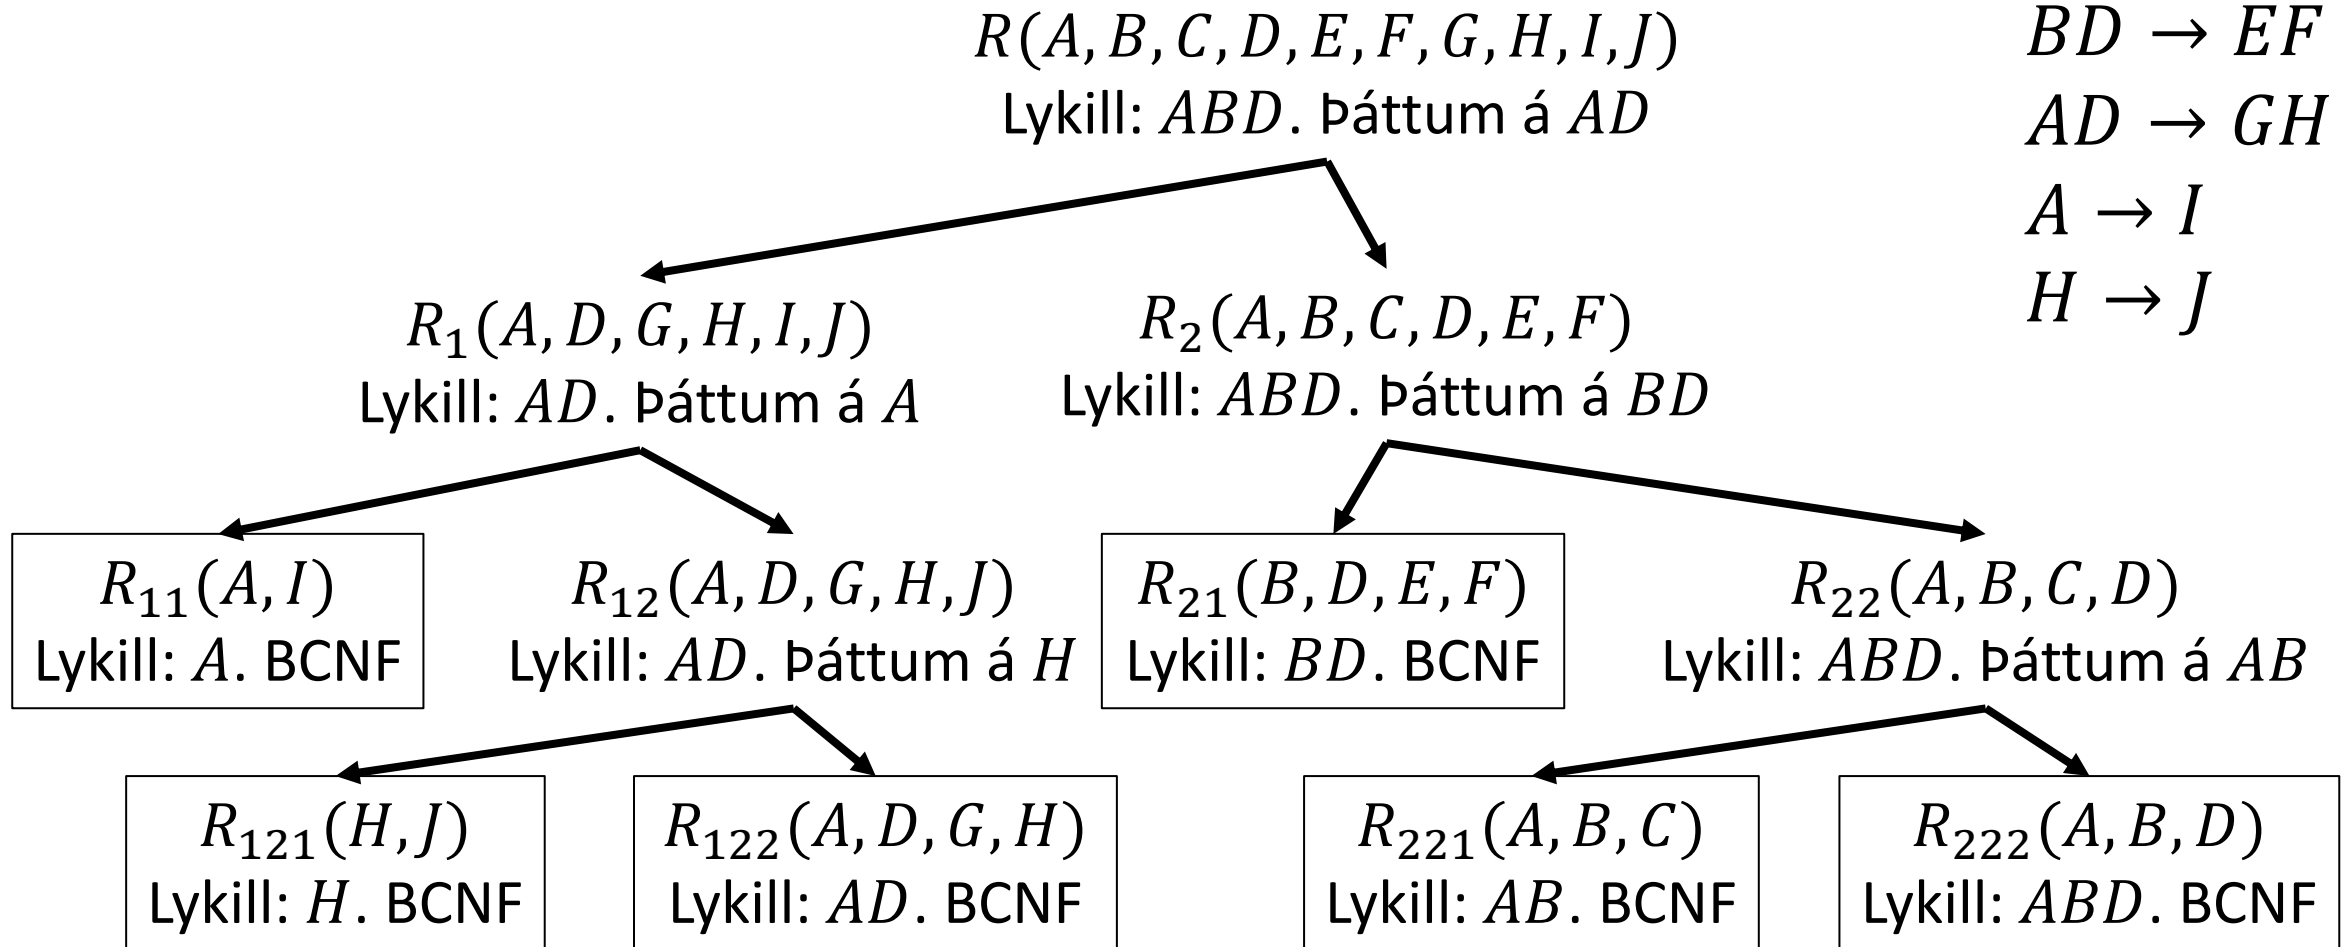 R(A, B, C, D, E, F, G, H, I, J)
Lykill: ABD. Þáttum á AD
BD → EF
AD → GH
A → I
H → J
R₁(A, D, G, H, I, J)
Lykill: AD. Þáttum á A
R₂(A, B, C, D, E, F)
Lykill: ABD. Þáttum á BD
R₁₁(A, I)
Lykill: A. BCNF
R₁₂(A, D, G, H, J)
Lykill: AD. Þáttum á H
R₂₁(B, D, E, F)
Lykill: BD. BCNF
R₂₂(A, B, C, D)
Lykill: ABD. Þáttum á AB
R₁₂₁(H, J)
Lykill: H. BCNF
R₁₂₂(A, D, G, H)
Lykill: AD. BCNF
R₂₂₁(A, B, C)
Lykill: AB. BCNF
R₂₂₂(A, B, D)
Lykill: ABD. BCNF